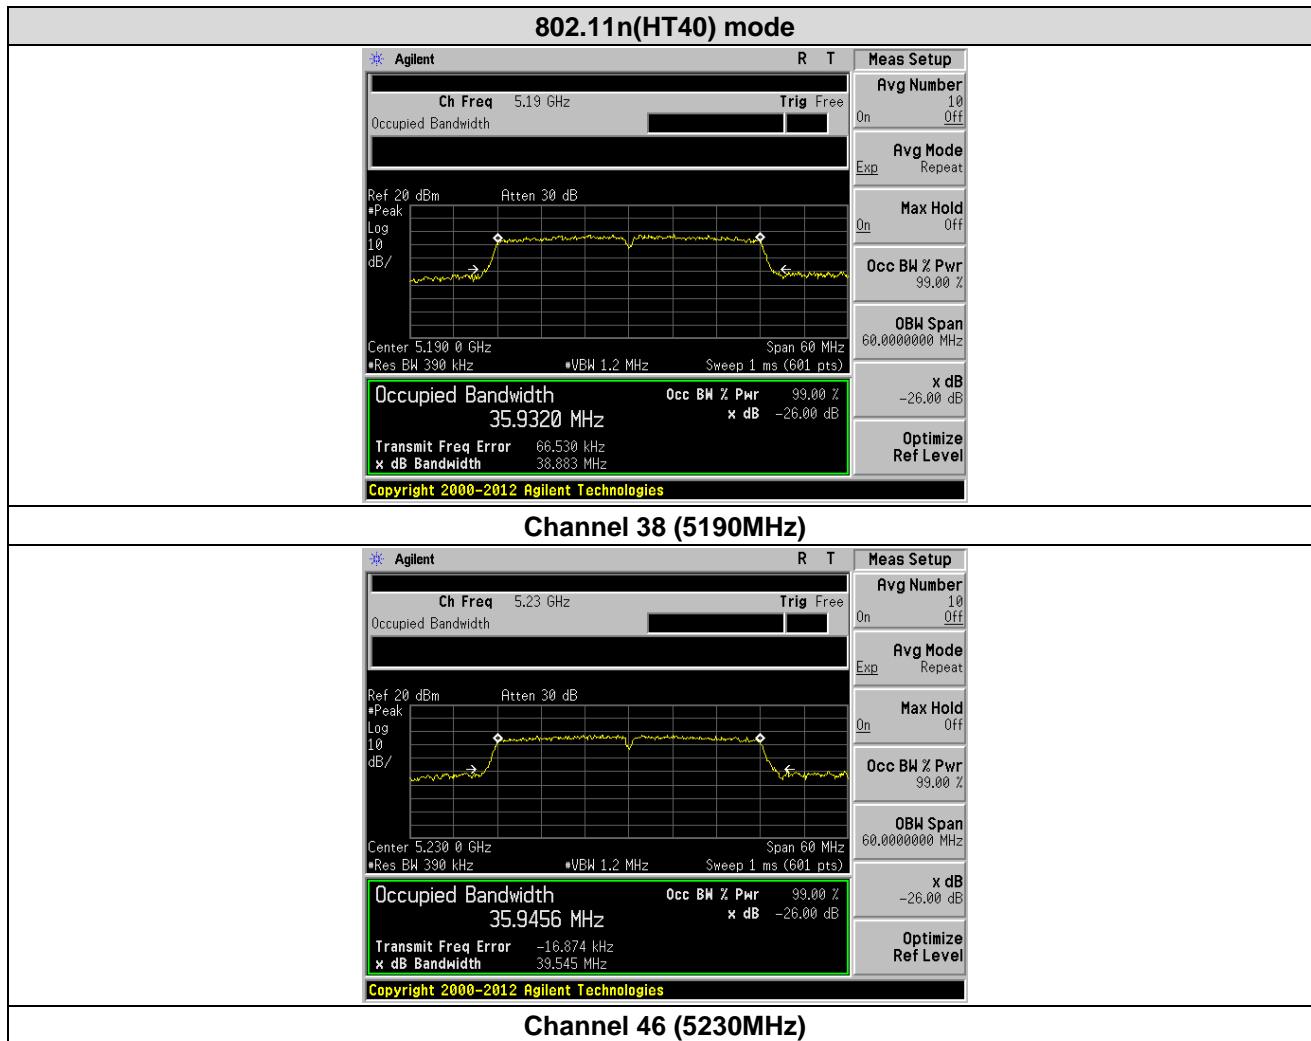 802.11n(HT40) mode
Agilent R T Meas Setup
Ch Freq 5.19 GHz Trig Free
Occupied Bandwidth
Avg Number
10
On Off
Avg Mode
Exp Repeat
Ref 20 dBm Atten 30 dB
#Peak
Log
10
dB/
Max Hold
On Off
Occ BW % Pwr
99.00 %
OBW Span
60.0000000 MHz
Center 5.190 0 GHz Span 60 MHz
#Res BW 390 kHz #VBW 1.2 MHz Sweep 1 ms (601 pts)
x dB
-26.00 dB
Occupied Bandwidth Occ BW % Pwr 99.00 %
35.9320 MHz x dB -26.00 dB
Transmit Freq Error 66.530 kHz
x dB Bandwidth 38.883 MHz
Optimize
Ref Level
Copyright 2000-2012 Agilent Technologies
Channel 38 (5190MHz)
Agilent R T Meas Setup
Ch Freq 5.23 GHz Trig Free
Occupied Bandwidth
Avg Number
10
On Off
Avg Mode
Exp Repeat
Ref 20 dBm Atten 30 dB
#Peak
Log
10
dB/
Max Hold
On Off
Occ BW % Pwr
99.00 %
OBW Span
60.0000000 MHz
Center 5.230 0 GHz Span 60 MHz
#Res BW 390 kHz #VBW 1.2 MHz Sweep 1 ms (601 pts)
x dB
-26.00 dB
Occupied Bandwidth Occ BW % Pwr 99.00 %
35.9456 MHz x dB -26.00 dB
Transmit Freq Error -16.874 kHz
x dB Bandwidth 39.545 MHz
Optimize
Ref Level
Copyright 2000-2012 Agilent Technologies
Channel 46 (5230MHz)